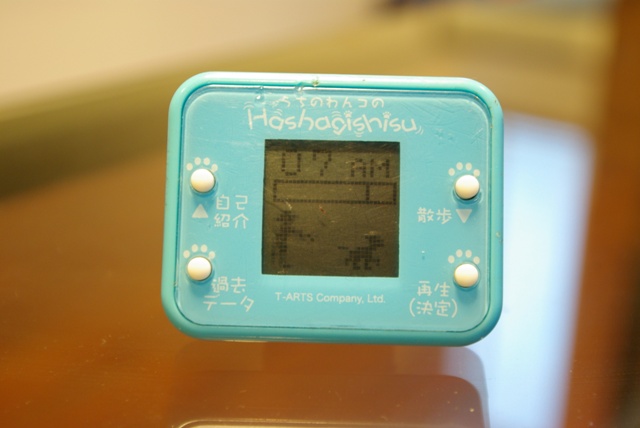 うちのわんコの
Hashagishisu
07 AM
▲ 自己
紹介
散歩 ▼
過去
データ
再生
(決定)
T-ARTS Company, Ltd.